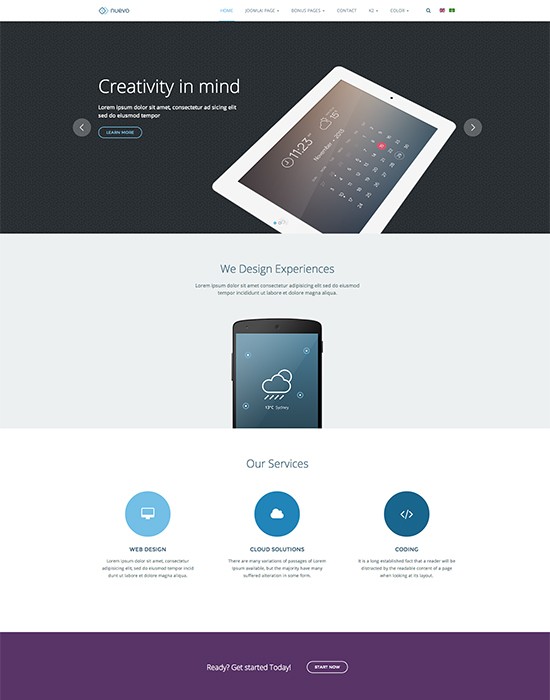 nuevo
HOME JOOMLA! PAGE BONUS PAGES CONTACT K2 COLOR
Creativity in mind
Lorem ipsum dolor sit amet, consectetur ad sicing elit
sed do eiusmod tempor
LEARN MORE
11:23
15°
November • 2013
We Design Experiences
Lorem ipsum dolor sit amet consectetur adipisicing elit sed do eiusmod
tempor incididunt ut labore et dolore magna aliqua.
13°C Sydney
Our Services
WEB DESIGN
Lorem ipsum dolor sit amet,
consectetur adipisicing elit, sed do
eiusmod tempor incididunt ut labore
et dolore magna aliqua.
CLOUD SOLUTIONS
There are many variations of passages of Lorem
Ipsum available, but the majority have
suffered alteration in some form.
CODING
It is a long established fact that a reader will be
distracted by the readable content of a page
when looking at its layout.
Ready? Get started Today!
START NOW